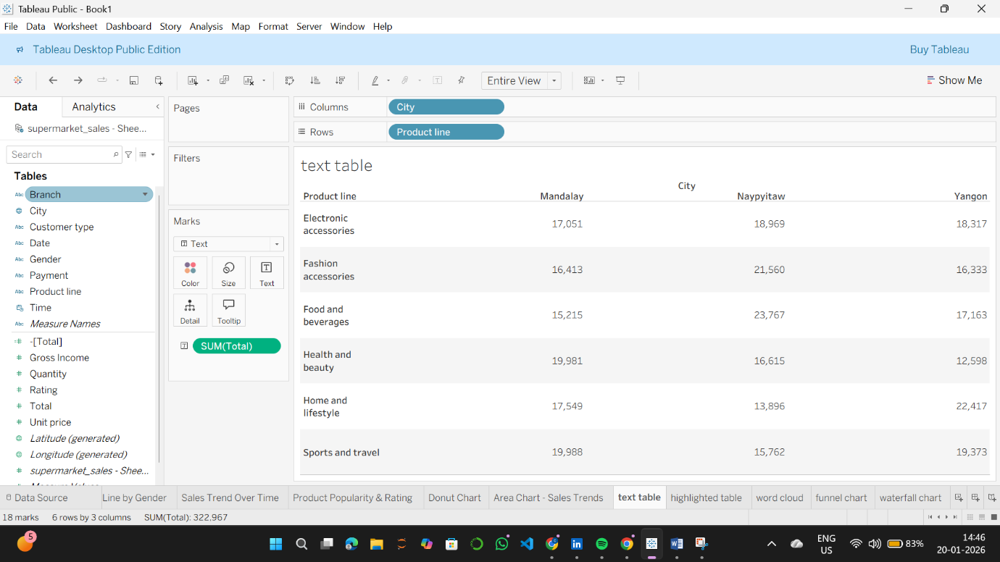 Tableau Public - Book1
File Data Worksheet Dashboard Story Analysis Map Format Server Window Help
Tableau Desktop Public Edition Buy Tableau
Entire View Show Me
Data Analytics
supermarket_sales - Shee...
Search
Tables
Abc Branch
City
Abc Customer type
Abc Date
Abc Gender
Abc Payment
Abc Product line
Time
Abc Measure Names
-[Total]
# Gross Income
# Quantity
# Rating
# Total
# Unit price
Latitude (generated)
Longitude (generated)
# supermarket_sales - Shee...
Pages
Filters
Marks
Text
Color Size Text
Detail Tooltip
SUM(Total)
Columns City
Rows Product line
text table
City
Product line Mandalay Naypyitaw Yangon
Electronic
accessories 17,051 18,969 18,317
Fashion
accessories 16,413 21,560 16,333
Food and
beverages 15,215 23,767 17,163
Health and
beauty 19,981 16,615 12,598
Home and
lifestyle 17,549 13,896 22,417
Sports and travel 19,988 15,762 19,373
Data Source Line by Gender Sales Trend Over Time Product Popularity & Rating Donut Chart Area Chart - Sales Trends text table highlighted table word cloud funnel chart waterfall chart
18 marks 6 rows by 3 columns SUM(Total): 322,967
5 ENG 83% 14:46
US 20-01-2026